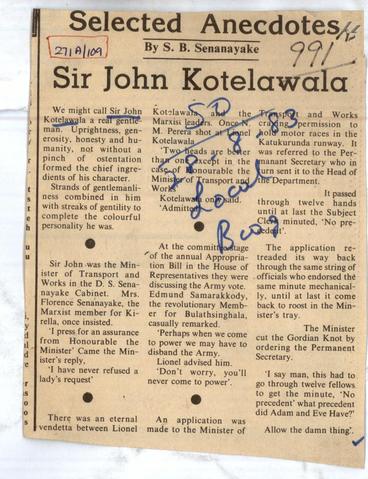 Selected Anecdotes
By S. B. Senanayake
271A/109
991
Sir John Kotelawala
We might call Sir John
Kotelawala a real gentle-
man. Uprightness, gen-
erosity, honesty and hu-
manity, not without a
pinch of ostentation
formed the chief ingredi-
ents of his character.
Strands of gentlemanli-
ness combined in him
with streaks of gentility to
complete the colourful
personality he was.
Sir John was the Min-
ister of Transport and
Works in the D. S. Sena-
nayake Cabinet. Mrs.
Florence Senanayake, the
Marxist member for Ki-
rella, once insisted.
'I press for an assurance
from Honourable the
Minister' Came the Min-
ister's reply,
'I have never refused a
lady's request'
There was an eternal
vendetta between Lionel
Kotelawala and the
Marxist leaders. Once N.
M. Perera shot at Lionel
Kotelawala
'Two heads are better
except in the
of Honourable the
Minister of Transport and
Works'
Kotelawala said.
'Admitted
At the committee stage
of the annual Appropria-
tion Bill in the House of
Representatives they were
discussing the Army vote.
Edmund Samarakkody,
the revolutionary Mem-
ber for Bulathsinghala,
casually remarked.
'Perhaps when we come
to power we may have to
disband the Army.
Lionel advised him.
'Don't worry, you'll
never come to power'.
An application was
made to the Minister of
Transport and Works
craving permission to
motor races in the
Katukurunda runway. It
was referred to the Per-
manent Secretary who in
turn sent it to the Head of
the Department.
It passed
through twelve hands
till at last the Subject
Clerk minuted, 'No pre-
cedent'.
The application re-
treaded its way back
through the same string of
officials who endorsed the
same minute mechanical-
ly, until at last it came
back to roost in the Min-
ister's tray.
The Minister
cut the Gordian Knot by
ordering the Permanent
Secretary.
'I say man, this had to
go through twelve fellows
to get the minute, 'No
precedent' what precedent
did Adam and Eve Have?'
Allow the damn thing'.
SO
28-8-83
Local
Biog